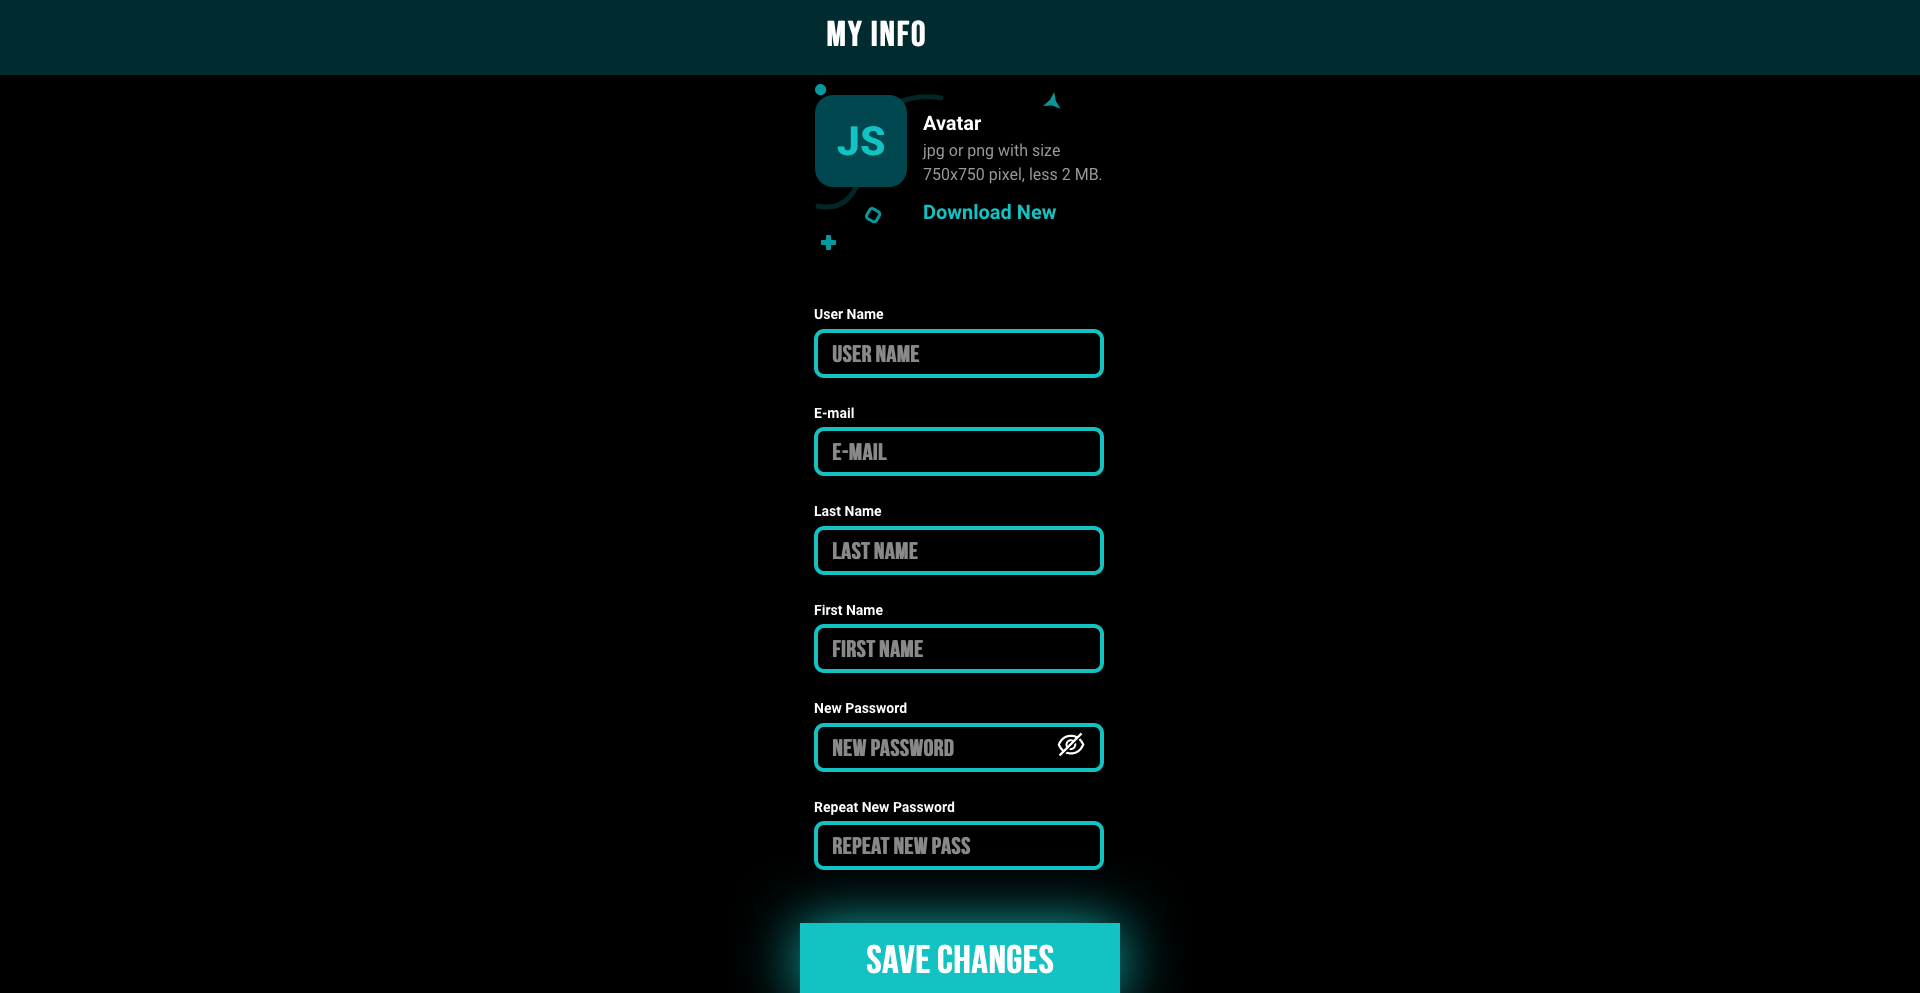 MY INFO
JS
Avatar
jpg or png with size
750x750 pixel, less 2 MB.
Download New
User Name
USER NAME
E-mail
E-MAIL
Last Name
LAST NAME
First Name
FIRST NAME
New Password
NEW PASSWORD
Repeat New Password
REPEAT NEW PASS
SAVE CHANGES